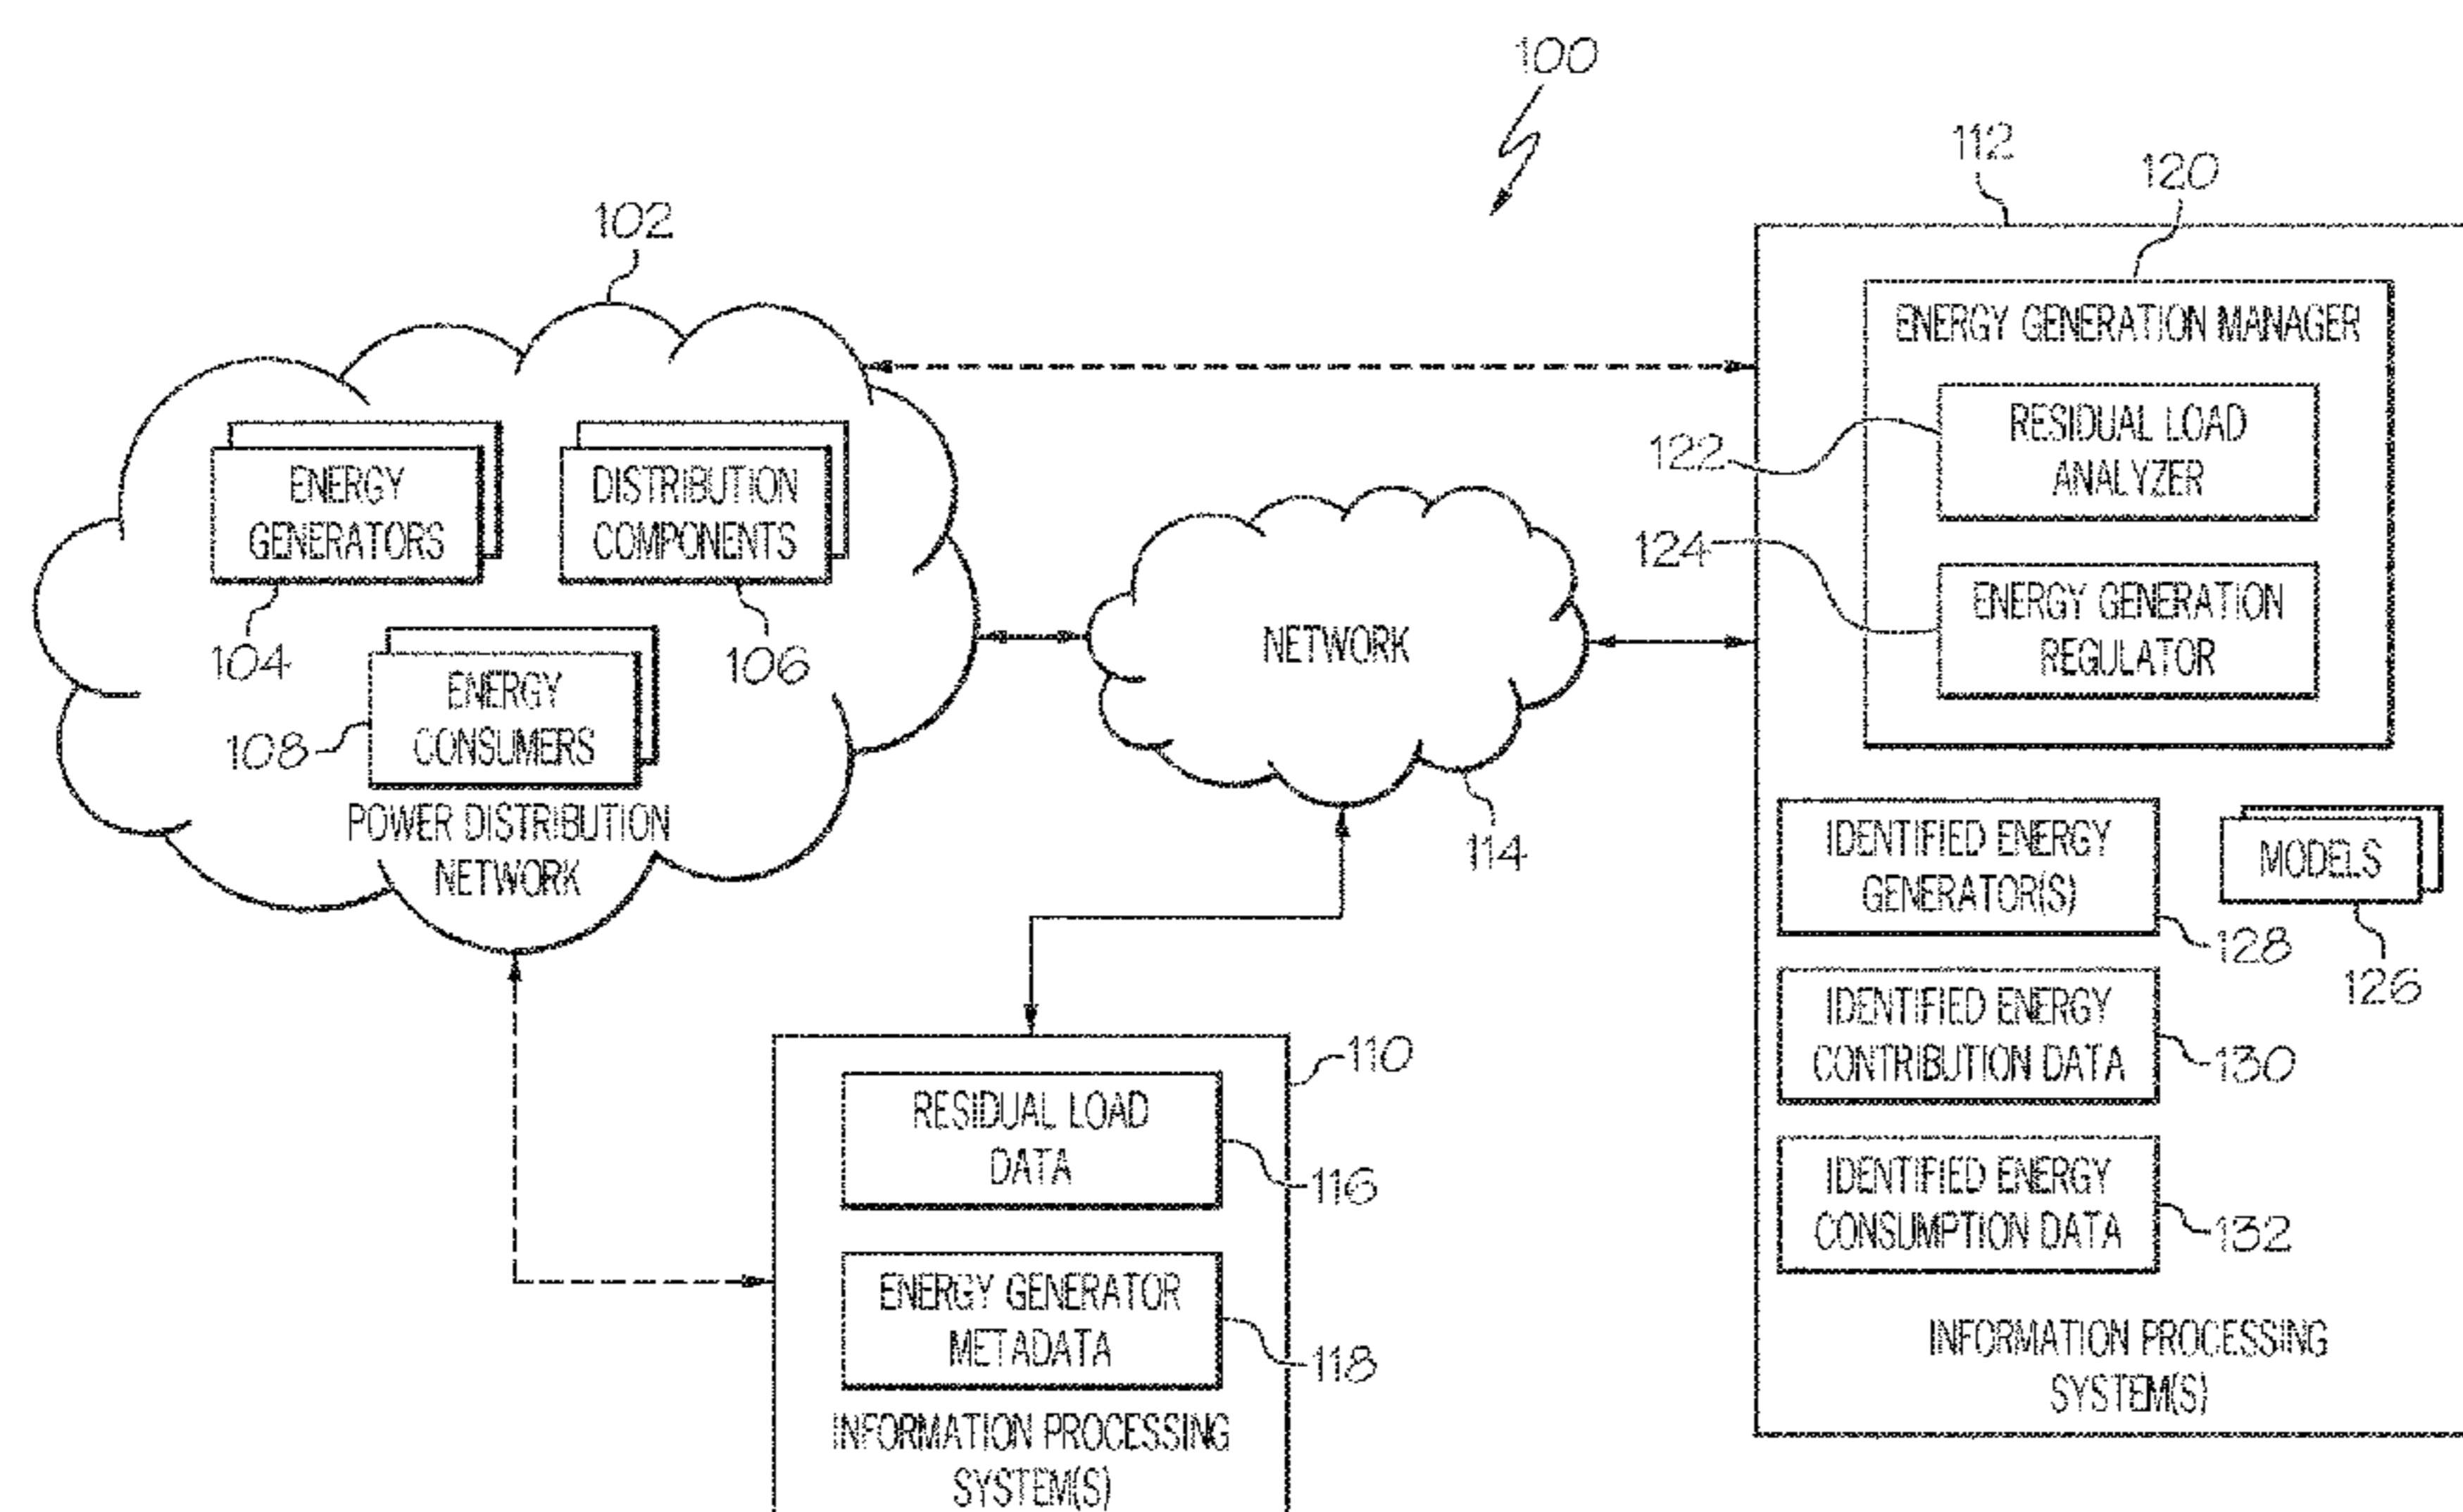 100
112
120
102
ENERGY GENERATION MANAGER
RESIDUAL LOAD
ANALYZER
122
ENERGY
GENERATORS
DISTRIBUTION
COMPONENTS
124
ENERGY GENERATION
REGULATOR
104
106
NETWORK
ENERGY
CONSUMERS
108
POWER DISTRIBUTION
NETWORK
114
IDENTIFIED ENERGY
GENERATOR(S)
MODELS
128
126
IDENTIFIED ENERGY
CONTRIBUTION DATA
130
110
RESIDUAL LOAD
DATA
116
IDENTIFIED ENERGY
CONSUMPTION DATA
132
ENERGY GENERATOR
METADATA
118
INFORMATION PROCESSING
SYSTEM(S)
INFORMATION PROCESSING
SYSTEM(S)